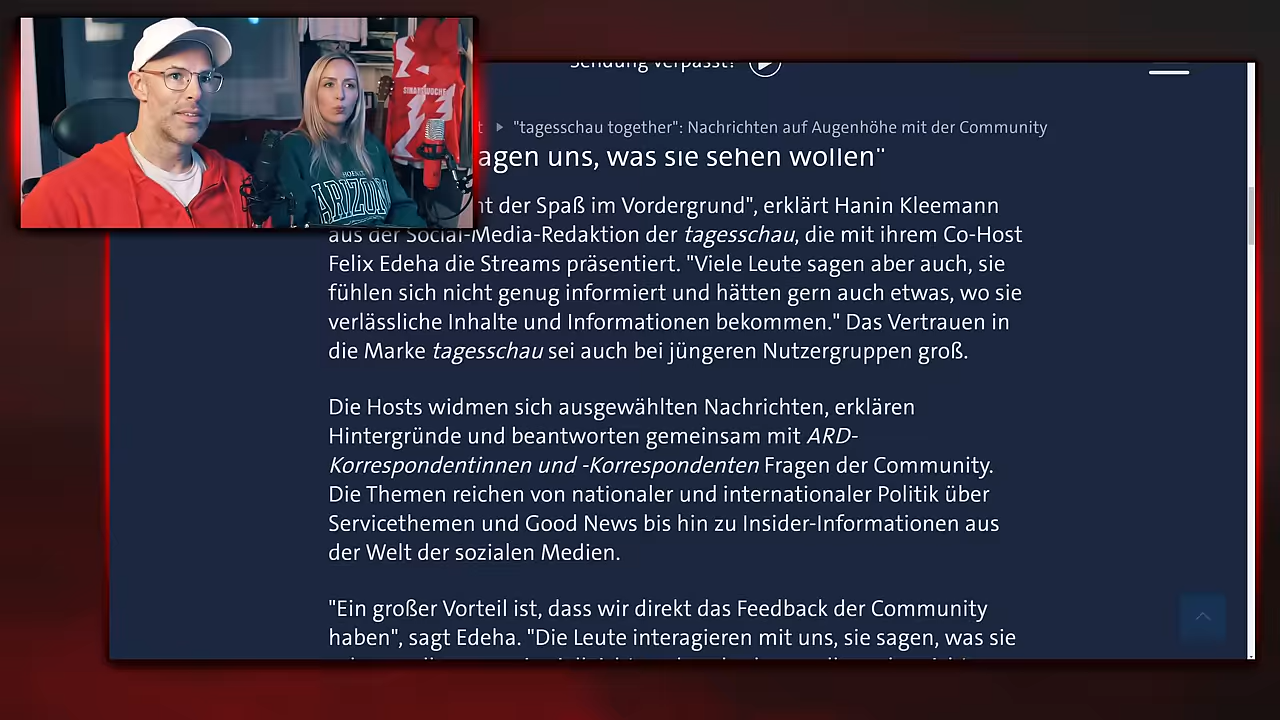 Sendung verpasst?
"tagesschau together": Nachrichten auf Augenhöhe mit der Community
agen uns, was sie sehen wollen"
der Spaß im Vordergrund", erklärt Hanin Kleemann
aus der Social-Media-Redaktion der tagesschau, die mit ihrem Co-Host
Felix Edeha die Streams präsentiert. "Viele Leute sagen aber auch, sie
fühlen sich nicht genug informiert und hätten gern auch etwas, wo sie
verlässliche Inhalte und Informationen bekommen." Das Vertrauen in
die Marke tagesschau sei auch bei jüngeren Nutzergruppen groß.
Die Hosts widmen sich ausgewählten Nachrichten, erklären
Hintergründe und beantworten gemeinsam mit ARD-
Korrespondentinnen und -Korrespondenten Fragen der Community.
Die Themen reichen von nationaler und internationaler Politik über
Servicethemen und Good News bis hin zu Insider-Informationen aus
der Welt der sozialen Medien.
"Ein großer Vorteil ist, dass wir direkt das Feedback der Community
haben", sagt Edeha. "Die Leute interagieren mit uns, sie sagen, was sie
ARIZON